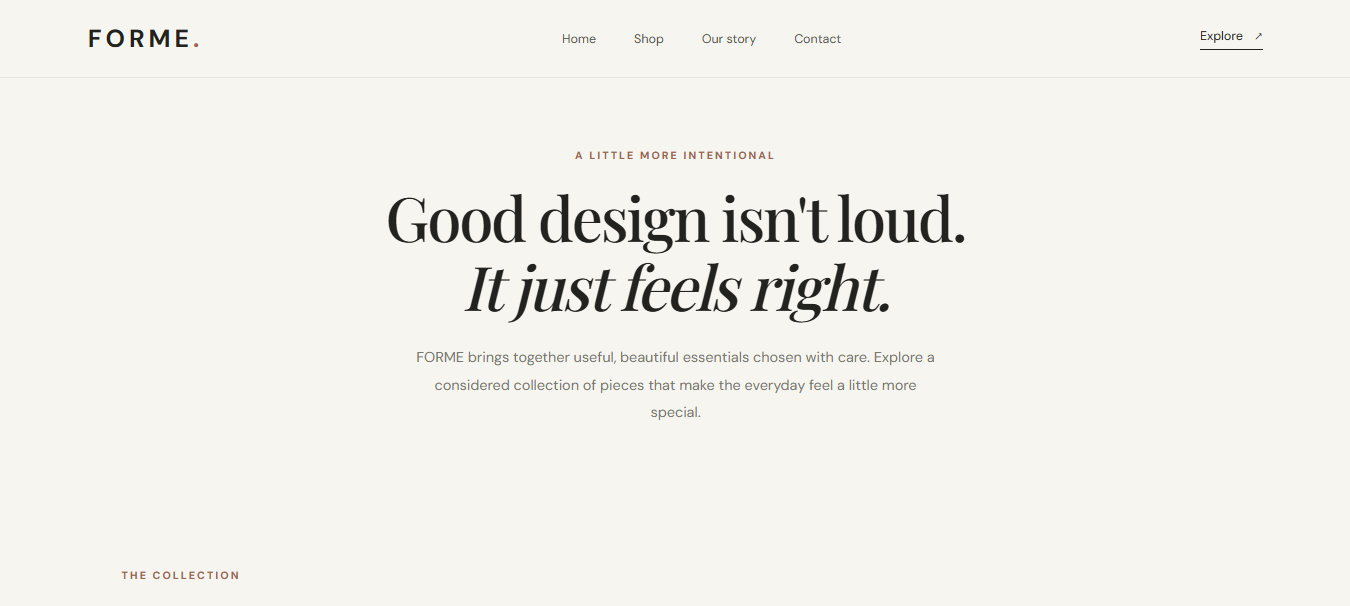 FORME.
Home
Shop
Our story
Contact
Explore ↗
A LITTLE MORE INTENTIONAL
Good design isn't loud.
It just feels right.
FORME brings together useful, beautiful essentials chosen with care. Explore a
considered collection of pieces that make the everyday feel a little more
special.
THE COLLECTION